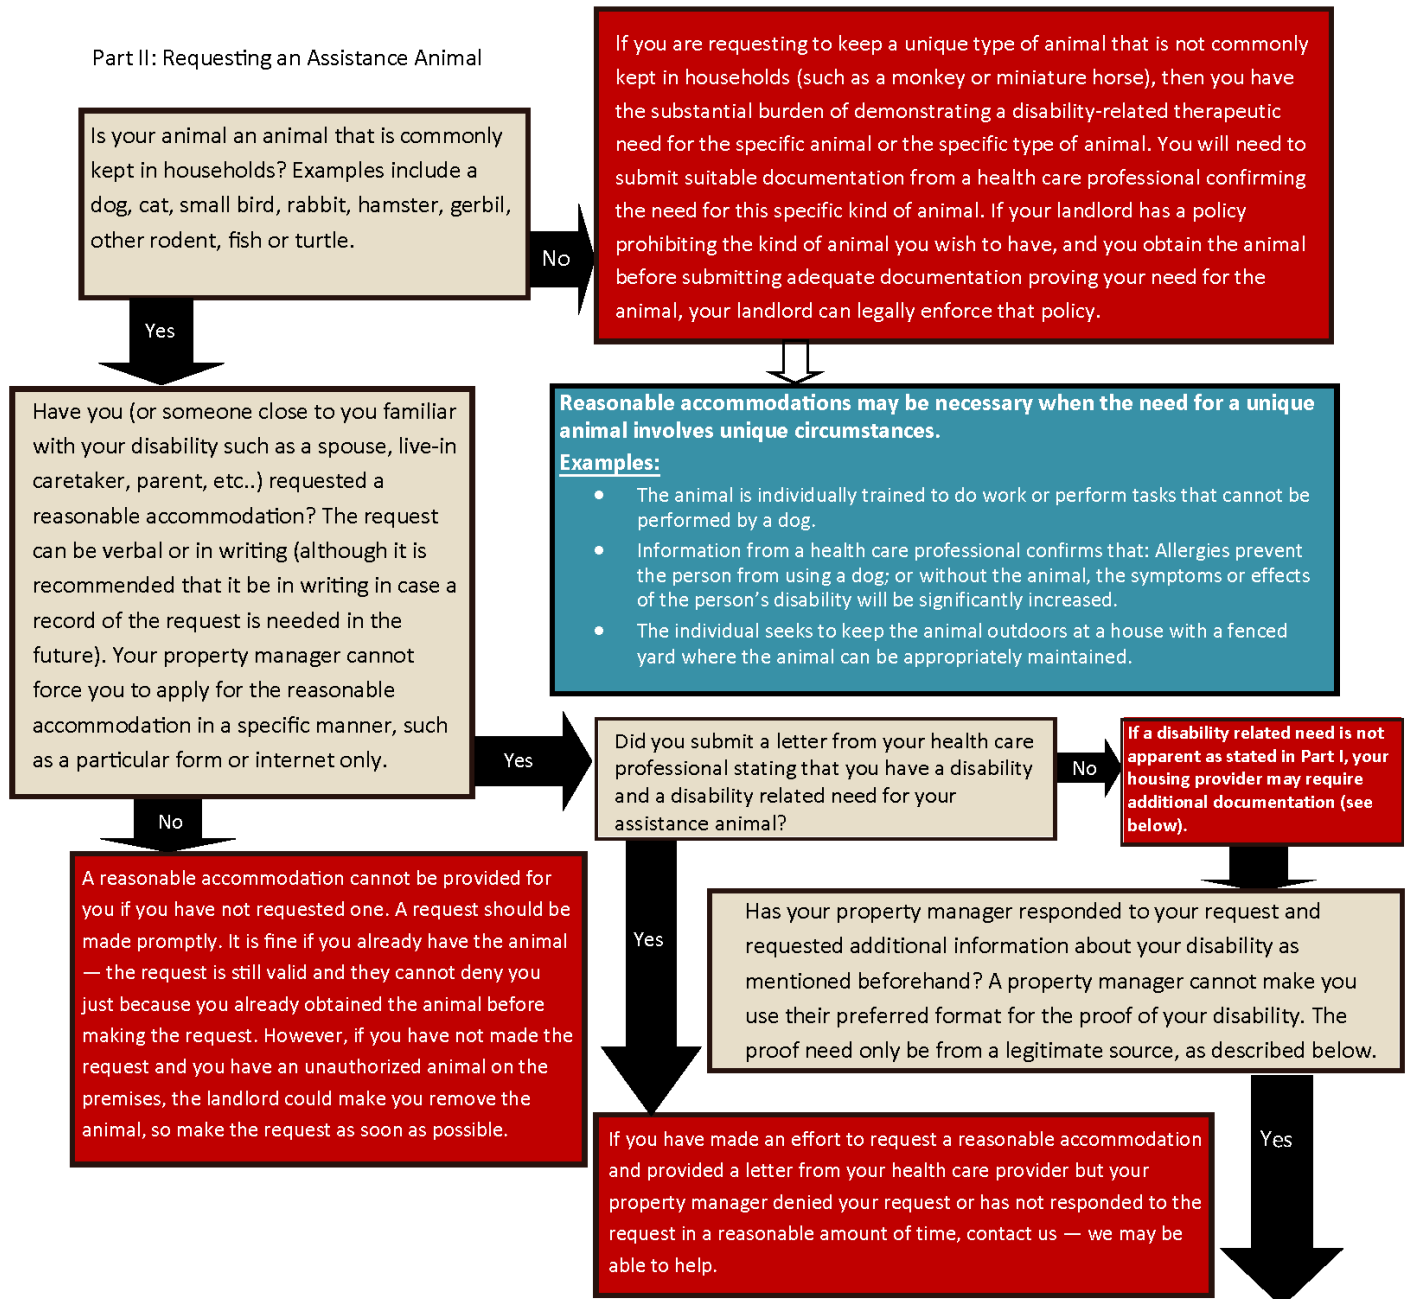 Part II: Requesting an Assistance Animal
Is your animal an animal that is commonly
kept in households? Examples include a
dog, cat, small bird, rabbit, hamster, gerbil,
other rodent, fish or turtle.
No
If you are requesting to keep a unique type of animal that is not commonly
kept in households (such as a monkey or miniature horse), then you have
the substantial burden of demonstrating a disability-related therapeutic
need for the specific animal or the specific type of animal. You will need to
submit suitable documentation from a health care professional confirming
the need for this specific kind of animal. If your landlord has a policy
prohibiting the kind of animal you wish to have, and you obtain the animal
before submitting adequate documentation proving your need for the
animal, your landlord can legally enforce that policy.
Yes
Reasonable accommodations may be necessary when the need for a unique
animal involves unique circumstances.
Examples:
• The animal is individually trained to do work or perform tasks that cannot be
performed by a dog.
• Information from a health care professional confirms that: Allergies prevent
the person from using a dog; or without the animal, the symptoms or effects
of the person's disability will be significantly increased.
• The individual seeks to keep the animal outdoors at a house with a fenced
yard where the animal can be appropriately maintained.
Have you (or someone close to you familiar
with your disability such as a spouse, live-in
caretaker, parent, etc..) requested a
reasonable accommodation? The request
can be verbal or in writing (although it is
recommended that it be in writing in case a
record of the request is needed in the
future). Your property manager cannot
force you to apply for the reasonable
accommodation in a specific manner, such
as a particular form or internet only.
Yes
Did you submit a letter from your health care
professional stating that you have a disability
and a disability related need for your
assistance animal?
No
If a disability related need is not
apparent as stated in Part I, your
housing provider may require
additional documentation (see
below).
No
A reasonable accommodation cannot be provided for
you if you have not requested one. A request should be
made promptly. It is fine if you already have the animal
— the request is still valid and they cannot deny you
just because you already obtained the animal before
making the request. However, if you have not made the
request and you have an unauthorized animal on the
premises, the landlord could make you remove the
animal, so make the request as soon as possible.
Yes
Has your property manager responded to your request and
requested additional information about your disability as
mentioned beforehand? A property manager cannot make you
use their preferred format for the proof of your disability. The
proof need only be from a legitimate source, as described below.
If you have made an effort to request a reasonable accommodation
and provided a letter from your health care provider but your
property manager denied your request or has not responded to the
request in a reasonable amount of time, contact us — we may be
able to help.
Yes